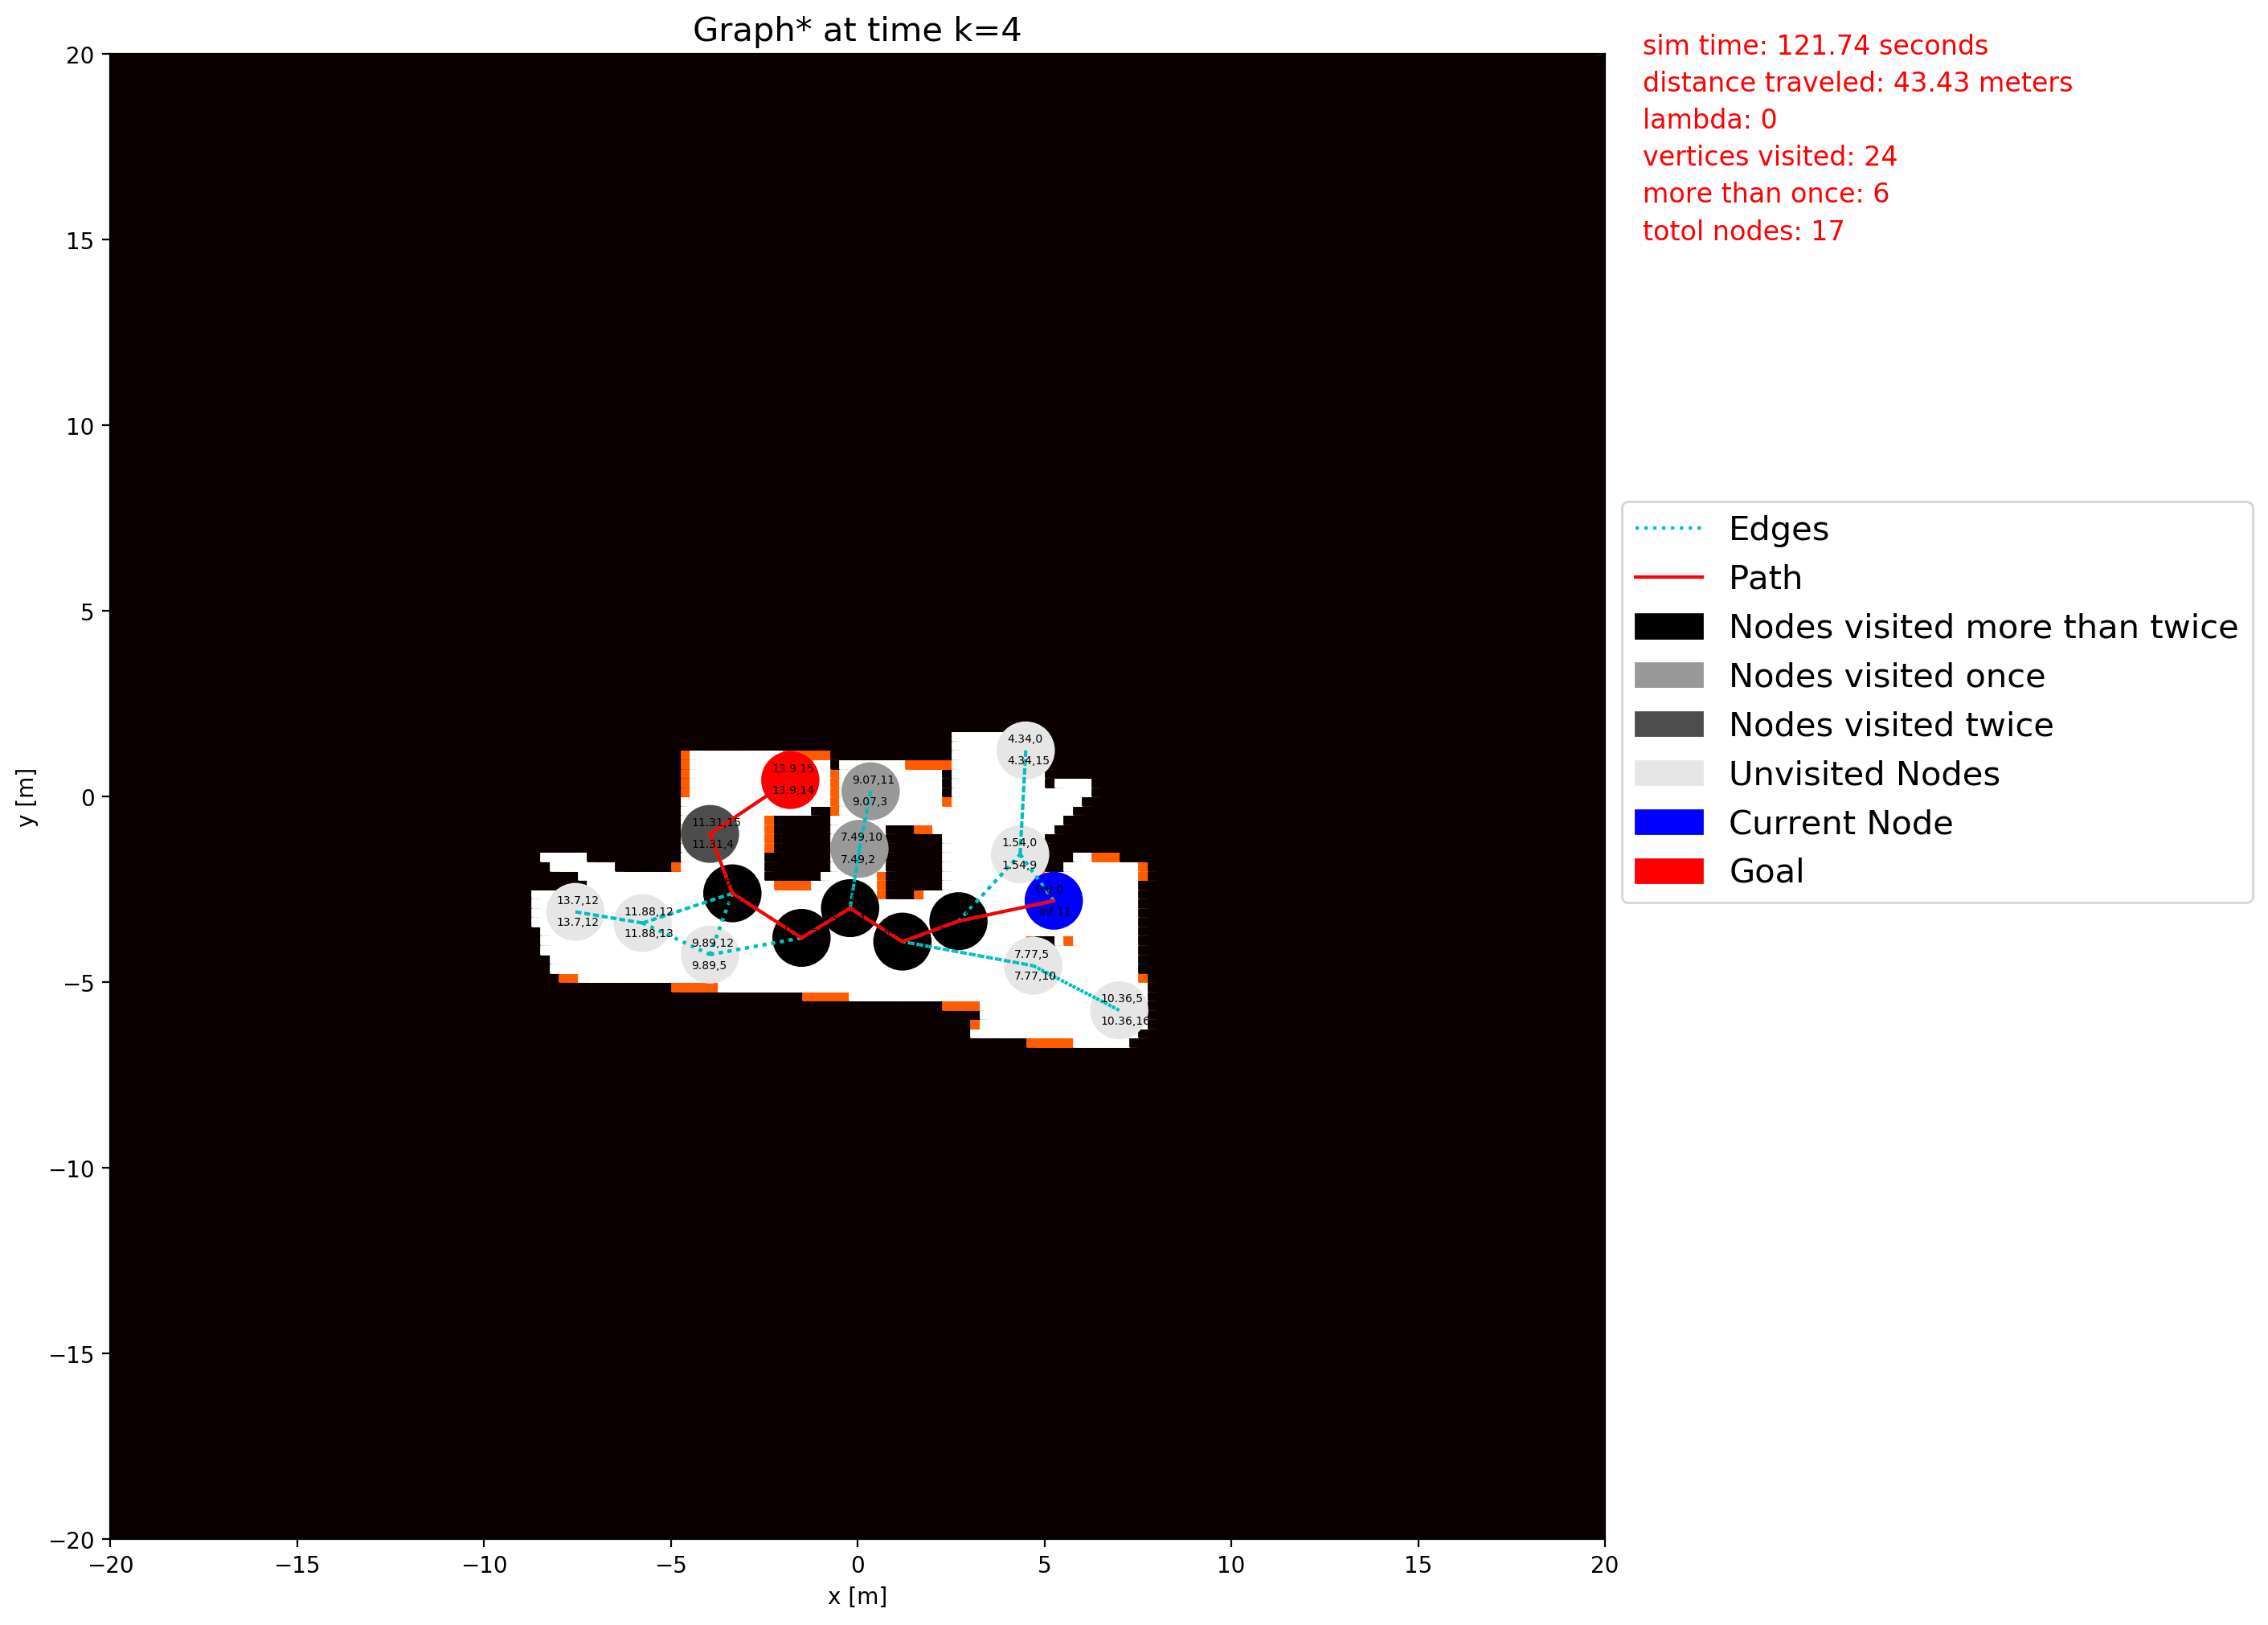 Graph* at time k=4
sim time: 121.74 seconds
distance traveled: 43.43 meters
lambda: 0
vertices visited: 24
more than once: 6
totol nodes: 17
20
15
10
5
0
−5
−10
−15
−20
y [m]
−20
−15
−10
−5
0
5
10
15
20
x [m]
4.34,0
4.34,15
13.9,15
13.9,14
9.07,11
9.07,3
11.31,15
11.31,4
7.49,10
7.49,2
1.54,0
1.54,9
13.7,12
13.7,12
11.88,12
11.88,13
9.89,12
9.89,5
7.77,5
7.77,10
10.36,5
10.36,16
Edges
Path
Nodes visited more than twice
Nodes visited once
Nodes visited twice
Unvisited Nodes
Current Node
Goal